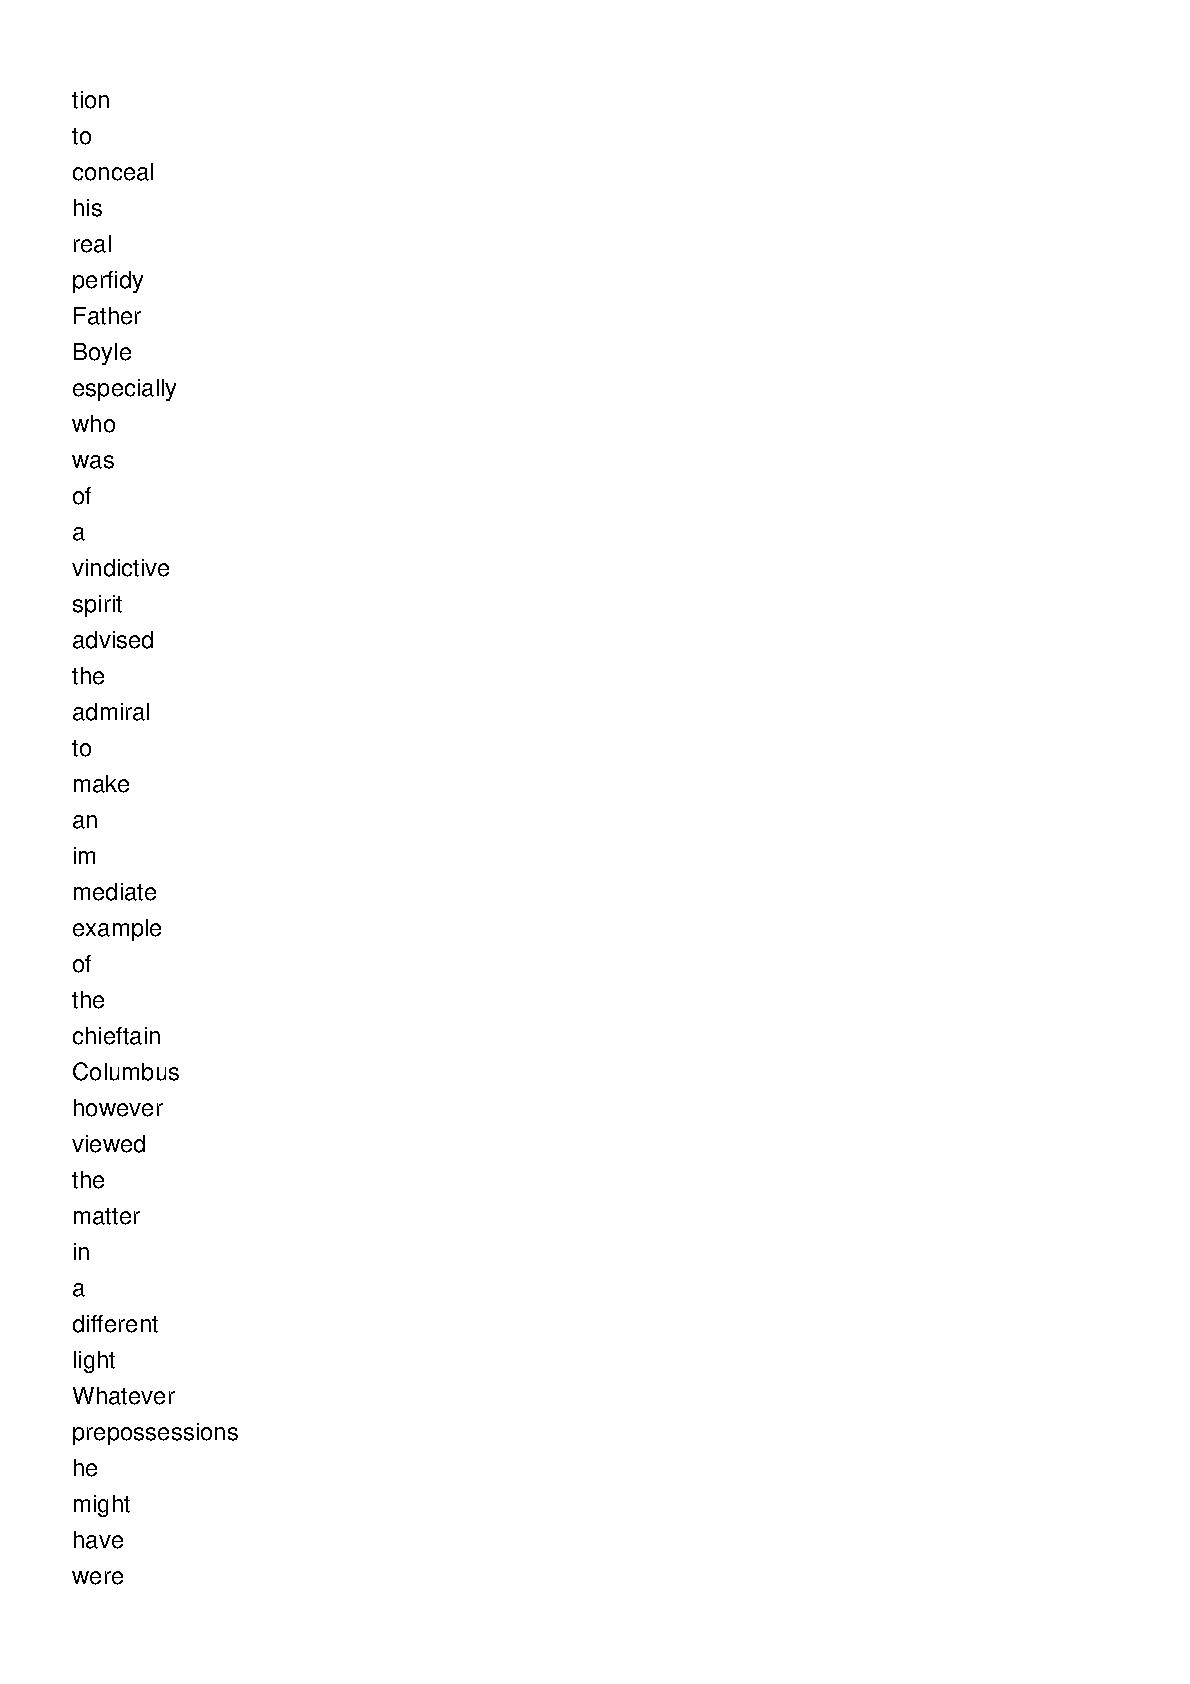 tion
to
conceal
his
real
perfidy
Father
Boyle
especially
who
was
of
a
vindictive
spirit
advised
the
admiral
to
make
an
im
mediate
example
of
the
chieftain
Columbus
however
viewed
the
matter
in
a
different
light
Whatever
prepossessions
he
might
have
were